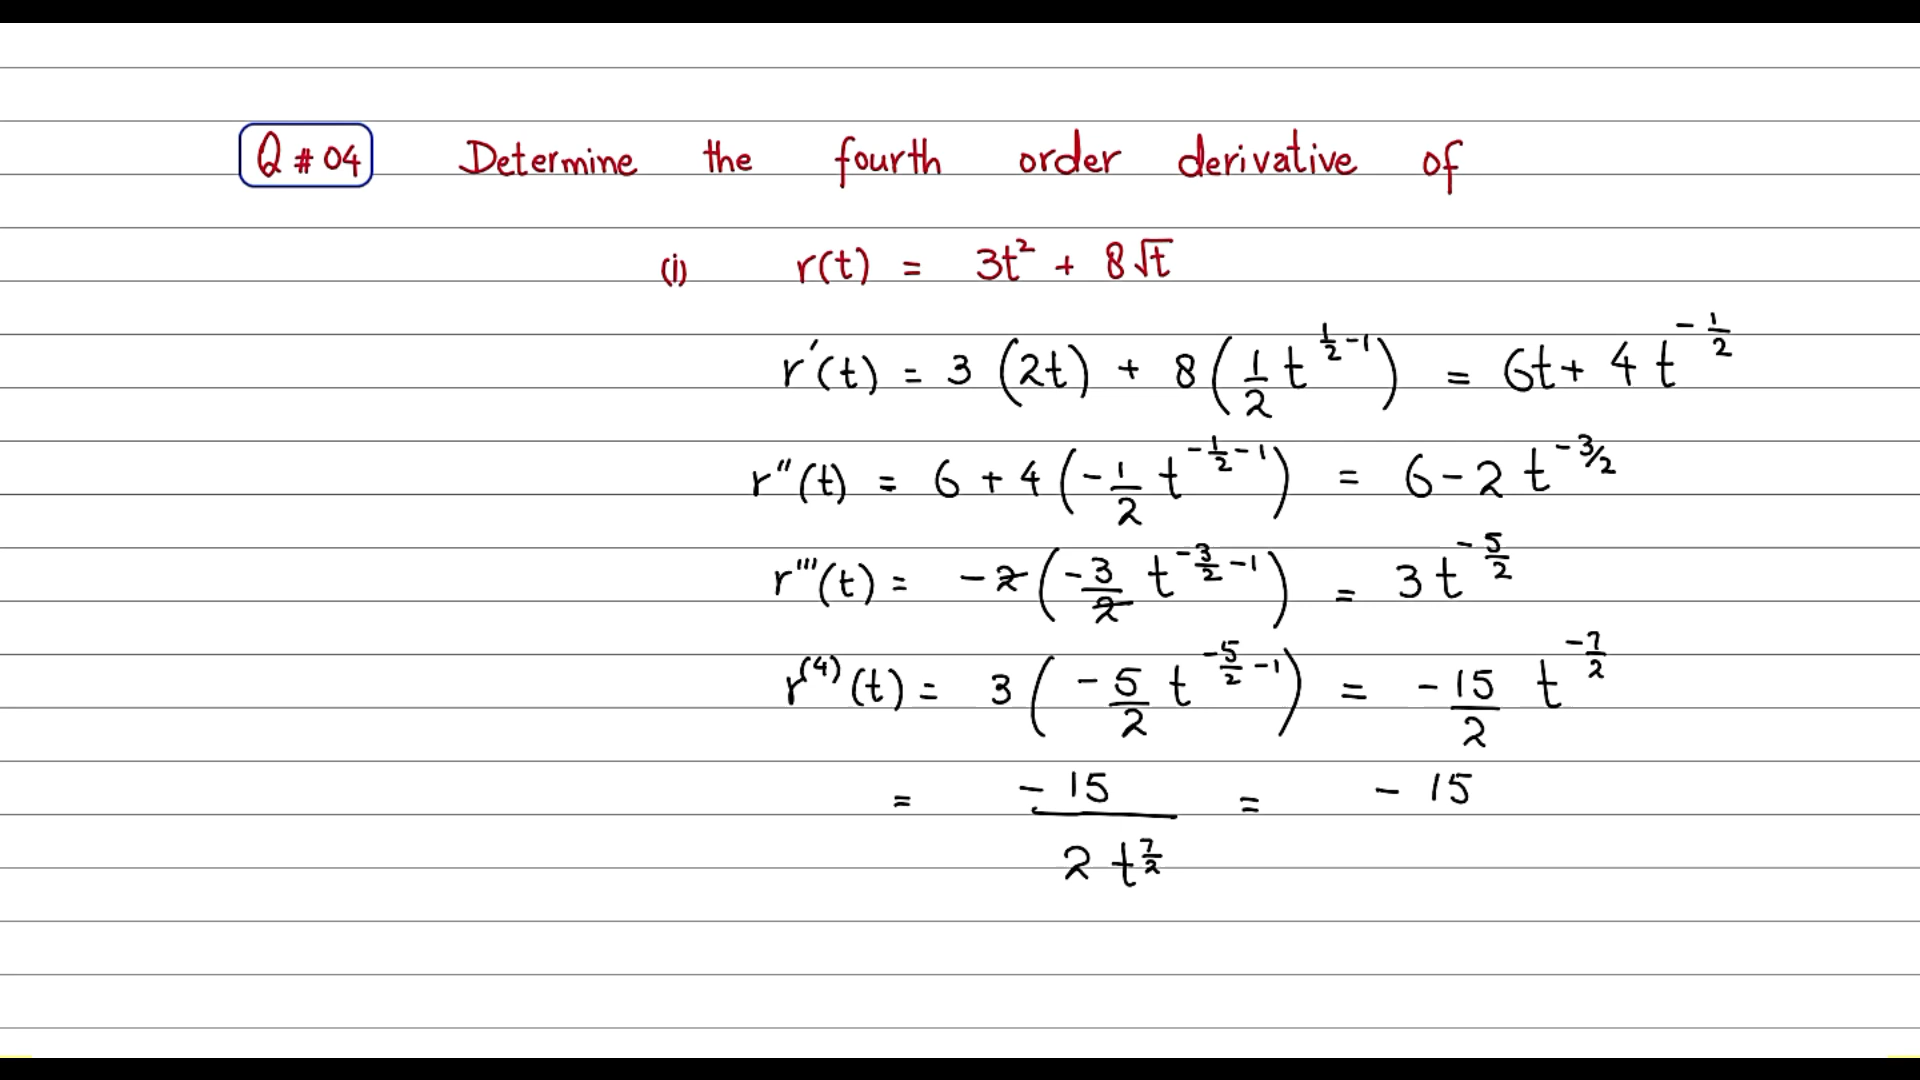 Q # 04 Determine the fourth order derivative of
(i) r(t) = 3t² + 8√t
r′(t) = 3 (2t) + 8(1/2 t^(1/2 - 1)) = 6t + 4 t^(-1/2)
r″(t) = 6 + 4(-1/2 t^(-1/2 - 1)) = 6 - 2 t^(-3/2)
r‴(t) = -2(-3/2 t^(-3/2 - 1)) = 3 t^(-5/2)
r⁽⁴⁾(t) = 3(-5/2 t^(-5/2 - 1)) = -15/2 t^(-7/2)
= -15/(2 t^(7/2)) = -15